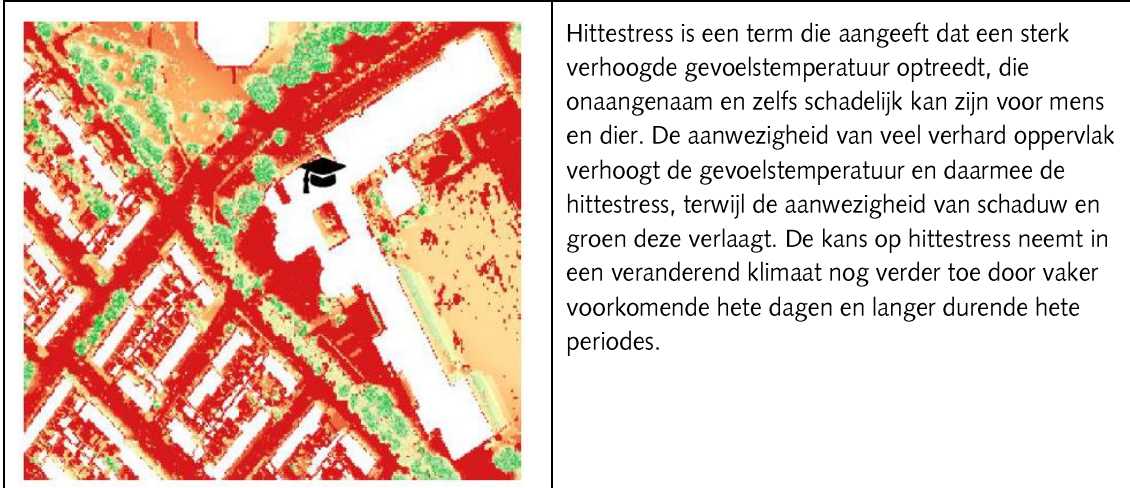 Hittestress is een term die aangeeft dat een sterk
verhoogde gevoelstemperatuur optreedt, die
onaangenaam en zelfs schadelijk kan zijn voor mens
en dier. De aanwezigheid van veel verhard oppervlak
verhoogt de gevoelstemperatuur en daarmee de
hittestress, terwijl de aanwezigheid van schaduw en
groen deze verlaagt. De kans op hittestress neemt in
een veranderend klimaat nog verder toe door vaker
voorkomende hete dagen en langer durende hete
periodes.